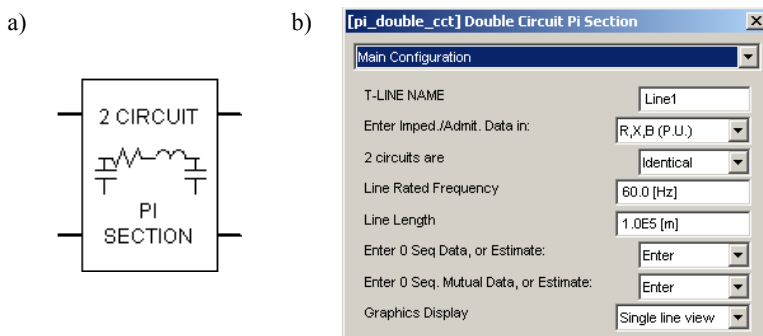 a)
2 CIRCUIT
PI
SECTION
b)
[pi_double_cct] Double Circuit Pi Section
Main Configuration
T-LINE NAME Line1
Enter Imped./Admit. Data in: R,X,B (P.U.)
2 circuits are Identical
Line Rated Frequency 60.0 [Hz]
Line Length 1.0E5 [m]
Enter 0 Seq Data, or Estimate: Enter
Enter 0 Seq. Mutual Data, or Estimate: Enter
Graphics Display Single line view